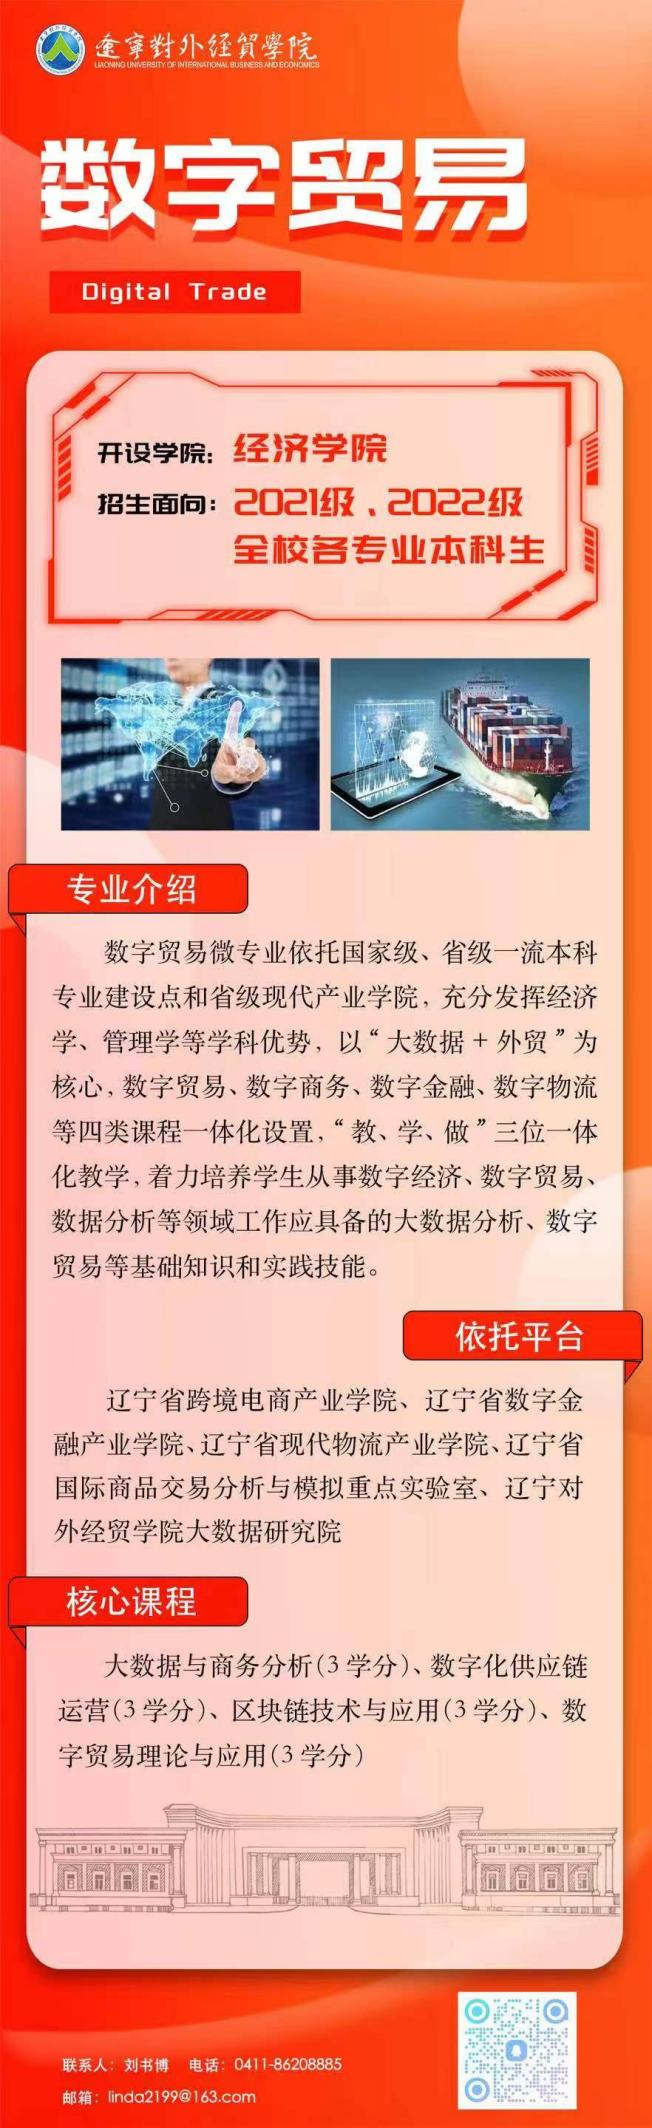 遼寧對外經貿學院
LIAONING UNIVERSITY OF INTERNATIONAL BUSINESS AND ECONOMICS
数字贸易
Digital Trade
开设学院：经济学院
招生面向：2021级、2022级
全校各专业本科生
专业介绍
数字贸易微专业依托国家级、省级一流本科
专业建设点和省级现代产业学院，充分发挥经济
学、管理学等学科优势，以“大数据+外贸”为
核心，数字贸易、数字商务、数字金融、数字物流
等四类课程一体化设置，“教、学、做”三位一体
化教学，着力培养学生从事数字经济、数字贸易、
数据分析等领域工作应具备的大数据分析、数字
贸易等基础知识和实践技能。
依托平台
辽宁省跨境电商产业学院、辽宁省数字金
融产业学院、辽宁省现代物流产业学院、辽宁省
国际商品交易分析与模拟重点实验室、辽宁对
外经贸学院大数据研究院
核心课程
大数据与商务分析（3学分）、数字化供应链
运营（3学分）、区块链技术与应用（3学分）、数
字贸易理论与应用（3学分）
联系人：刘书博 电话：0411-86208885
邮箱：linda2199@163.com